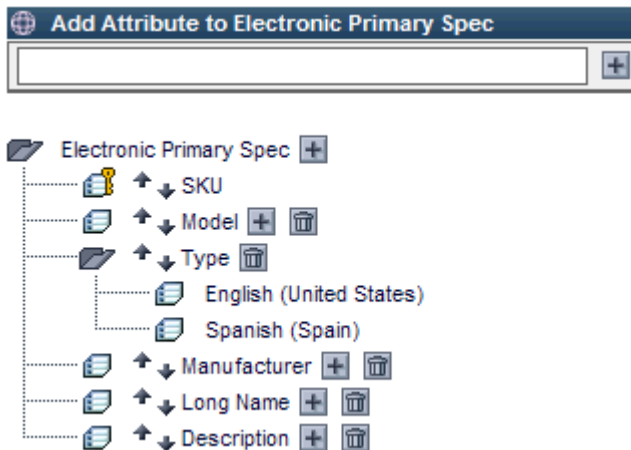 Add Attribute to Electronic Primary Spec
Electronic Primary Spec
SKU
Model
Type
English (United States)
Spanish (Spain)
Manufacturer
Long Name
Description